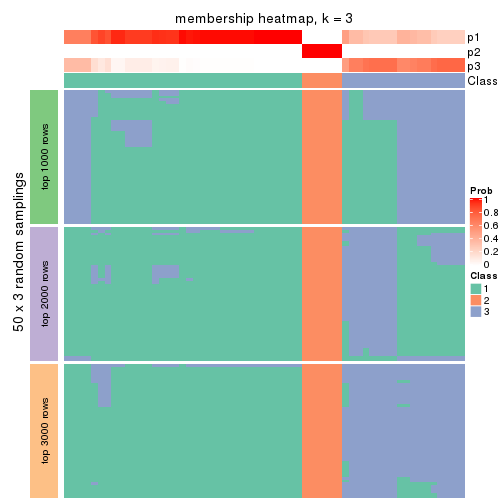 membership heatmap, k = 3
p1
p2
p3
Class
50 x 3 random samplings
top 1000 rows
top 2000 rows
top 3000 rows
Prob
1
0.8
0.6
0.4
0.2
0
Class
1
2
3